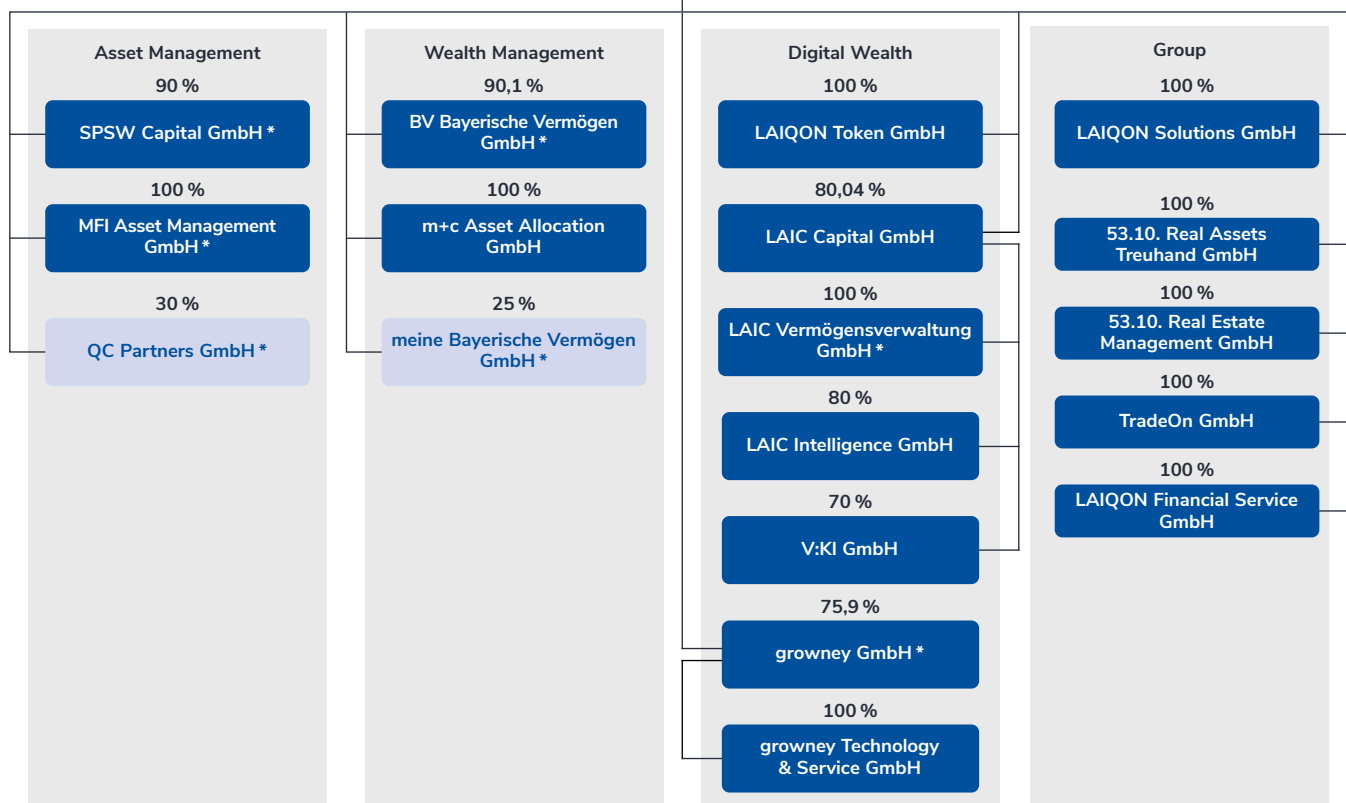 Asset Management
90 %
SPSW Capital GmbH *
100 %
MFI Asset Management
GmbH *
30 %
QC Partners GmbH *
Wealth Management
90,1 %
BV Bayerische Vermögen
GmbH *
100 %
m+c Asset Allocation
GmbH
25 %
meine Bayerische Vermögen
GmbH *
Digital Wealth
100 %
LAIQON Token GmbH
80,04 %
LAIC Capital GmbH
100 %
LAIC Vermögensverwaltung
GmbH *
80 %
LAIC Intelligence GmbH
70 %
V:KI GmbH
75,9 %
growney GmbH *
100 %
growney Technology
& Service GmbH
Group
100 %
LAIQON Solutions GmbH
100 %
53.10. Real Assets
Treuhand GmbH
100 %
53.10. Real Estate
Management GmbH
100 %
TradeOn GmbH
100 %
LAIQON Financial Service
GmbH